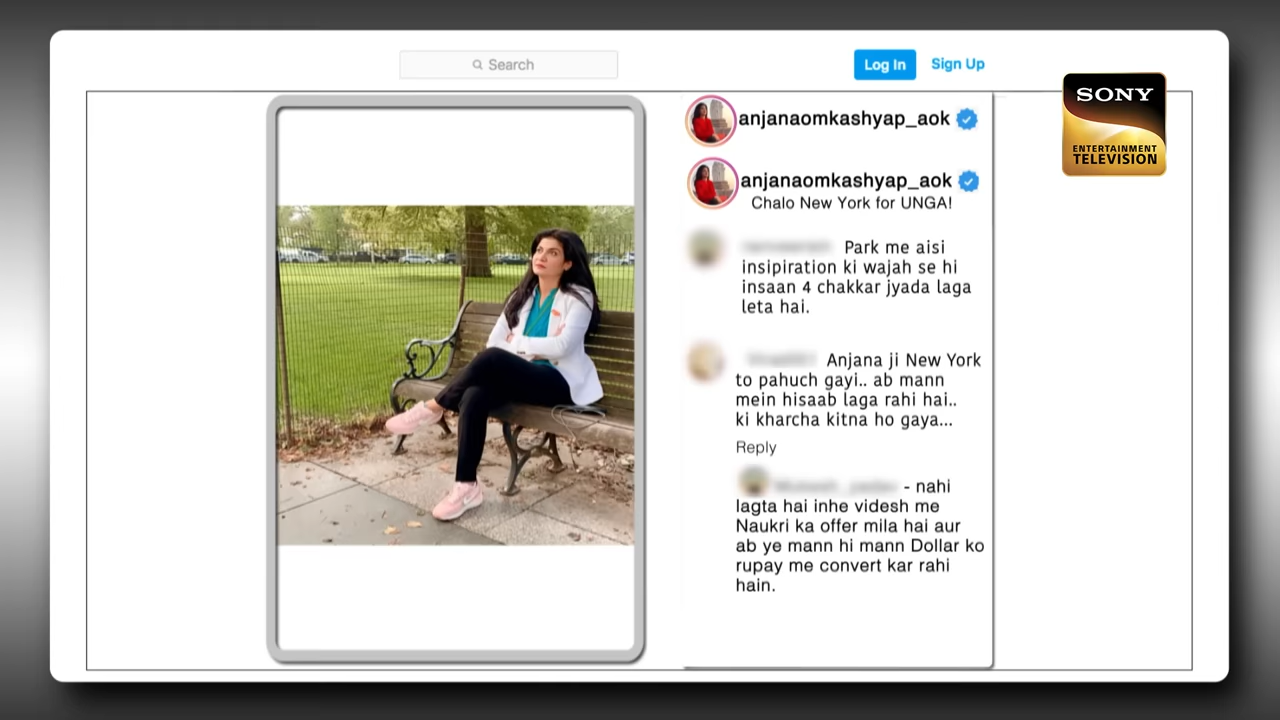 Search
Log In
Sign Up
SONY
ENTERTAINMENT
TELEVISION
anjanaomkashyap_aok
anjanaomkashyap_aok
Chalo New York for UNGA!
Park me aisi
insipiration ki wajah se hi
insaan 4 chakkar jyada laga
leta hai.
Anjana ji New York
to pahuch gayi.. ab mann
mein hisaab laga rahi hai..
ki kharcha kitna ho gaya...
Reply
- nahi
lagta hai inhe videsh me
Naukri ka offer mila hai aur
ab ye mann hi mann Dollar ko
rupay me convert kar rahi
hain.